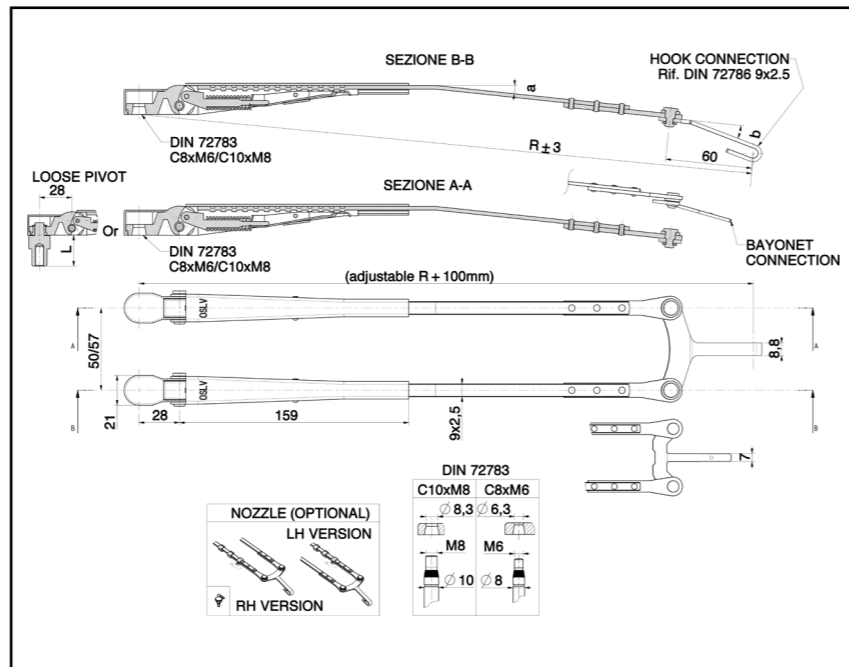 SEZIONE B-B
HOOK CONNECTION
Rif. DIN 72786 9x2.5
a
b
DIN 72783
C8xM6/C10xM8
R±3
60
LOOSE PIVOT
28
L
Or
SEZIONE A-A
DIN 72783
C8xM6/C10xM8
BAYONET
CONNECTION
(adjustable R + 100mm)
A
OSLV
A
50/57
8,8
B
OSLV
B
21
28
159
9x2,5
7
DIN 72783
C10xM8
C8xM6
∅ 8,3
∅ 6,3
M8
M6
∅ 10
∅ 8
NOZZLE (OPTIONAL)
LH VERSION
RH VERSION